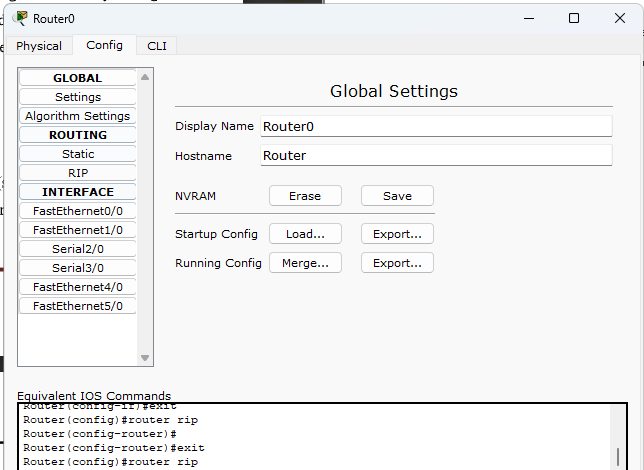 Router0
Physical
Config
CLI
GLOBAL
Settings
Algorithm Settings
ROUTING
Static
RIP
INTERFACE
FastEthernet0/0
FastEthernet1/0
Serial2/0
Serial3/0
FastEthernet4/0
FastEthernet5/0
Global Settings
Display Name Router0
Hostname Router
NVRAM Erase Save
Startup Config Load... Export...
Running Config Merge... Export...
Equivalent IOS Commands
Router(config-if)#exit
Router(config)#router rip
Router(config-router)#
Router(config-router)#exit
Router(config)#router rip